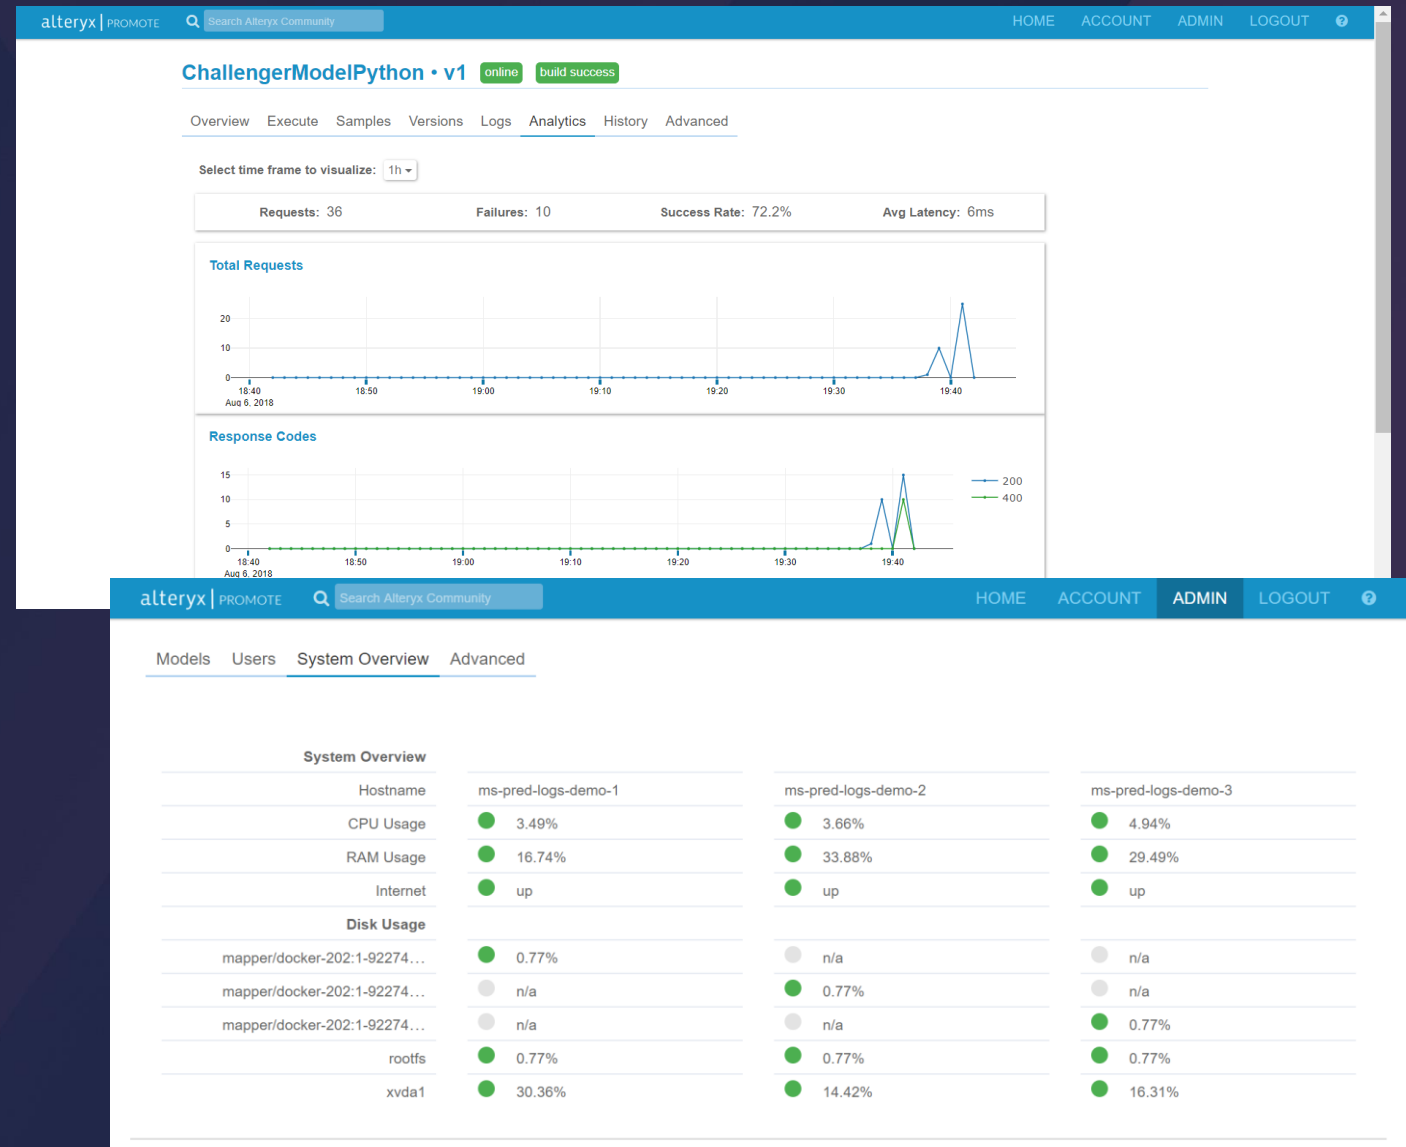 alteryx | PROMOTE Search Alteryx Community HOME ACCOUNT ADMIN LOGOUT ?
ChallengerModelPython • v1 online build success
Overview Execute Samples Versions Logs Analytics History Advanced
Select time frame to visualize: 1h
Requests: 36 Failures: 10 Success Rate: 72.2% Avg Latency: 6ms
Total Requests
20
10
0
18:40 18:50 19:00 19:10 19:20 19:30 19:40
Aug 6, 2018
Response Codes
15
200
10
400
5
0
18:40 18:50 19:00 19:10 19:20 19:30 19:40
Aug 6, 2018
alteryx | PROMOTE Search Alteryx Community HOME ACCOUNT ADMIN LOGOUT ?
Models Users System Overview Advanced
System Overview
Hostname ms-pred-logs-demo-1 ms-pred-logs-demo-2 ms-pred-logs-demo-3
CPU Usage 3.49% 3.66% 4.94%
RAM Usage 16.74% 33.88% 29.49%
Internet up up up
Disk Usage
mapper/docker-202:1-92274... 0.77% n/a n/a
mapper/docker-202:1-92274... n/a 0.77% n/a
mapper/docker-202:1-92274... n/a n/a 0.77%
rootfs 0.77% 0.77% 0.77%
xvda1 30.36% 14.42% 16.31%